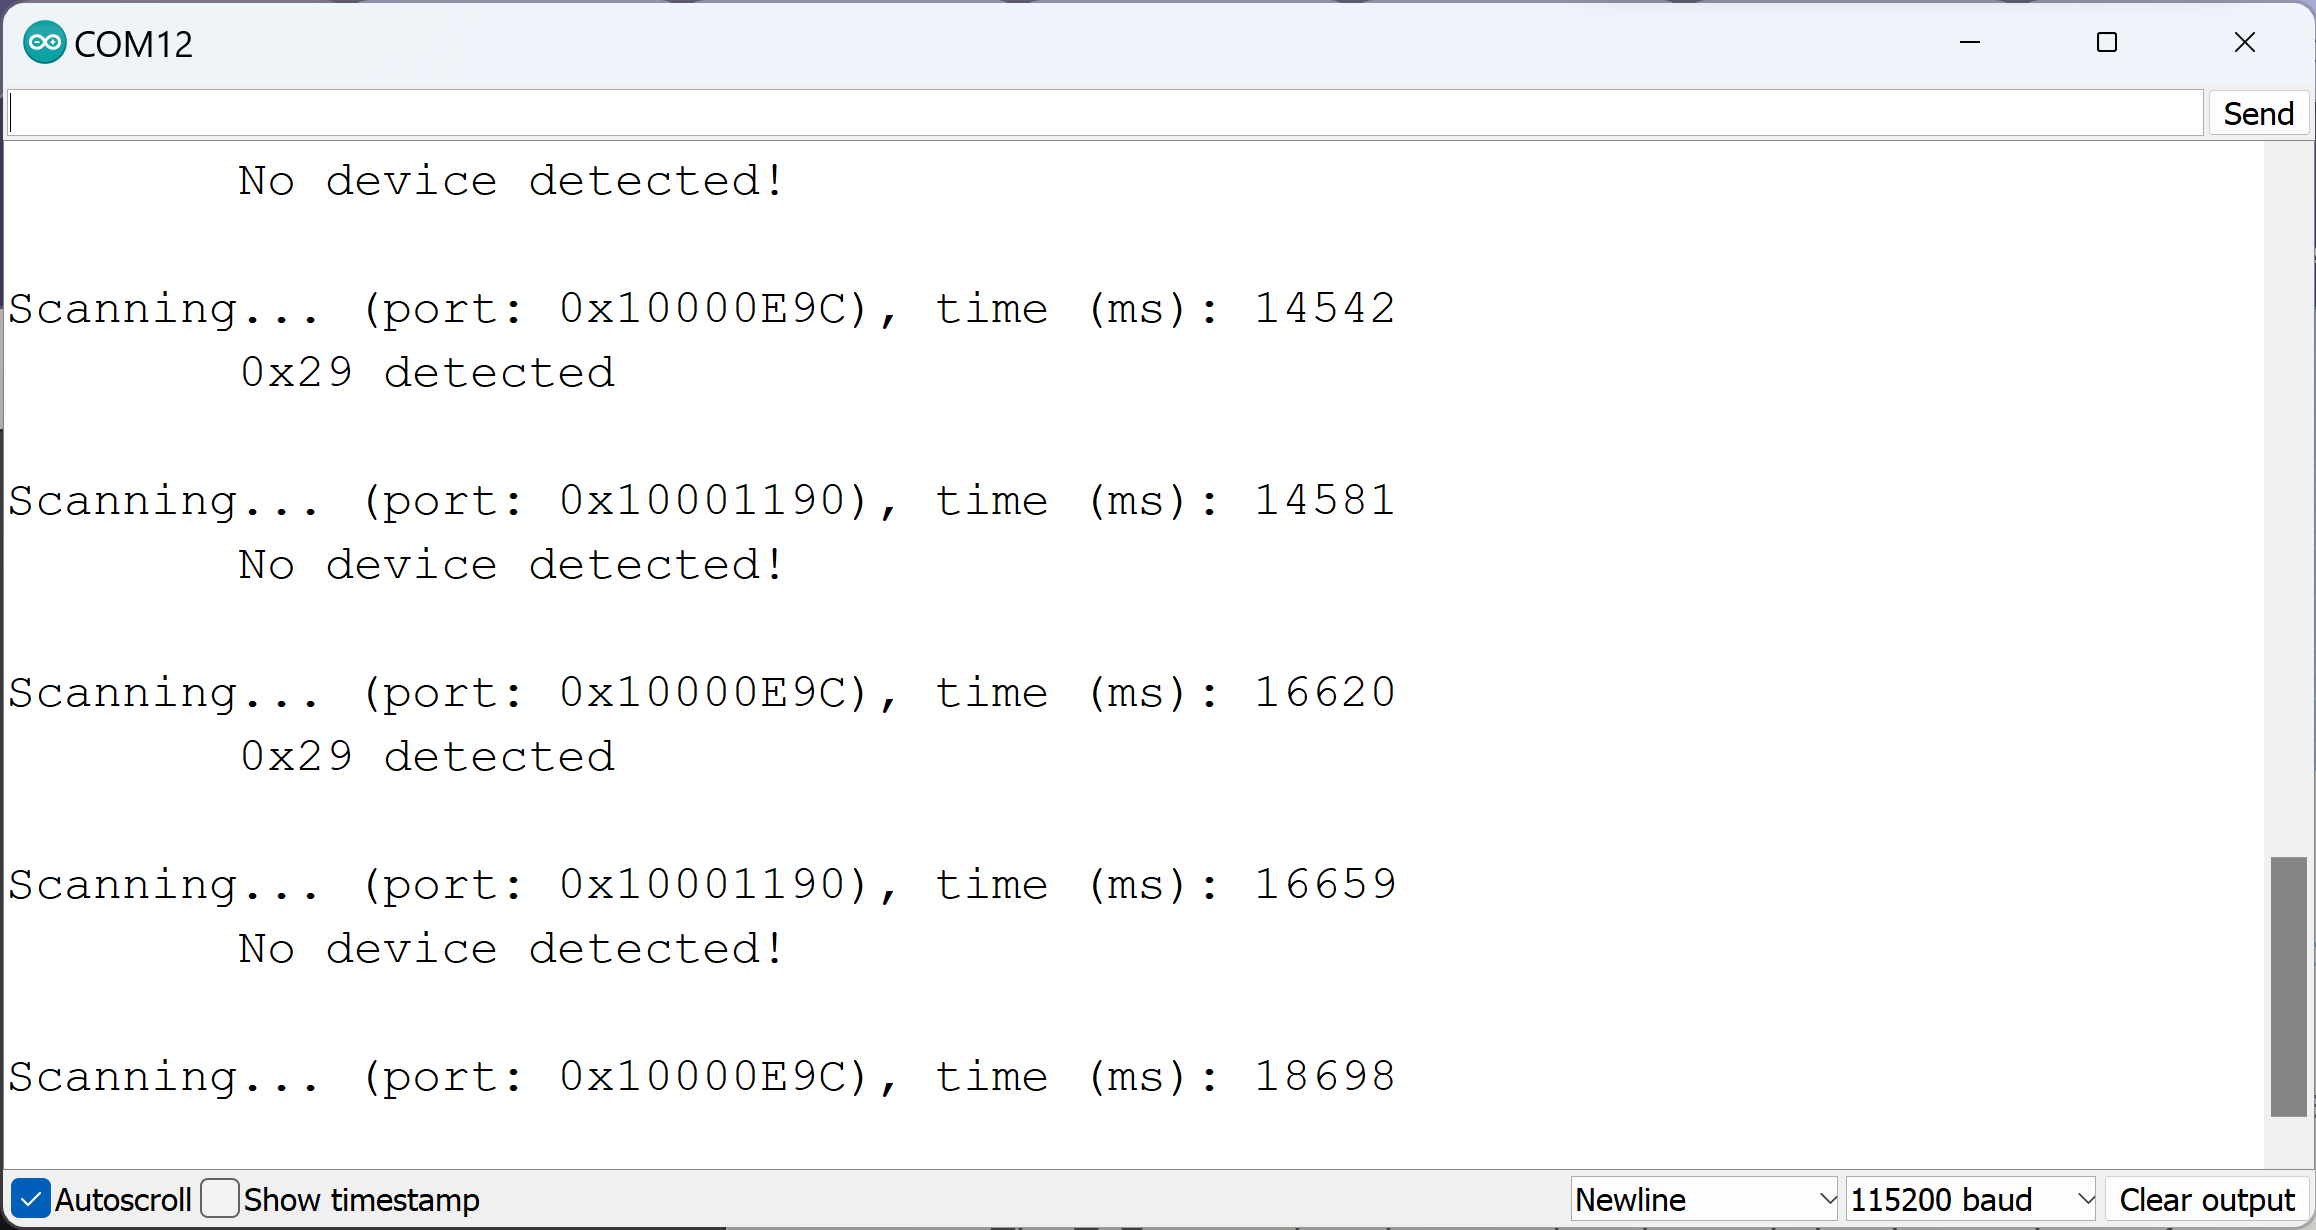 COM12
Send
No device detected!
Scanning... (port: 0x10000E9C), time (ms): 14542
0x29 detected
Scanning... (port: 0x10001190), time (ms): 14581
No device detected!
Scanning... (port: 0x10000E9C), time (ms): 16620
0x29 detected
Scanning... (port: 0x10001190), time (ms): 16659
No device detected!
Scanning... (port: 0x10000E9C), time (ms): 18698
Autoscroll Show timestamp Newline 115200 baud Clear output